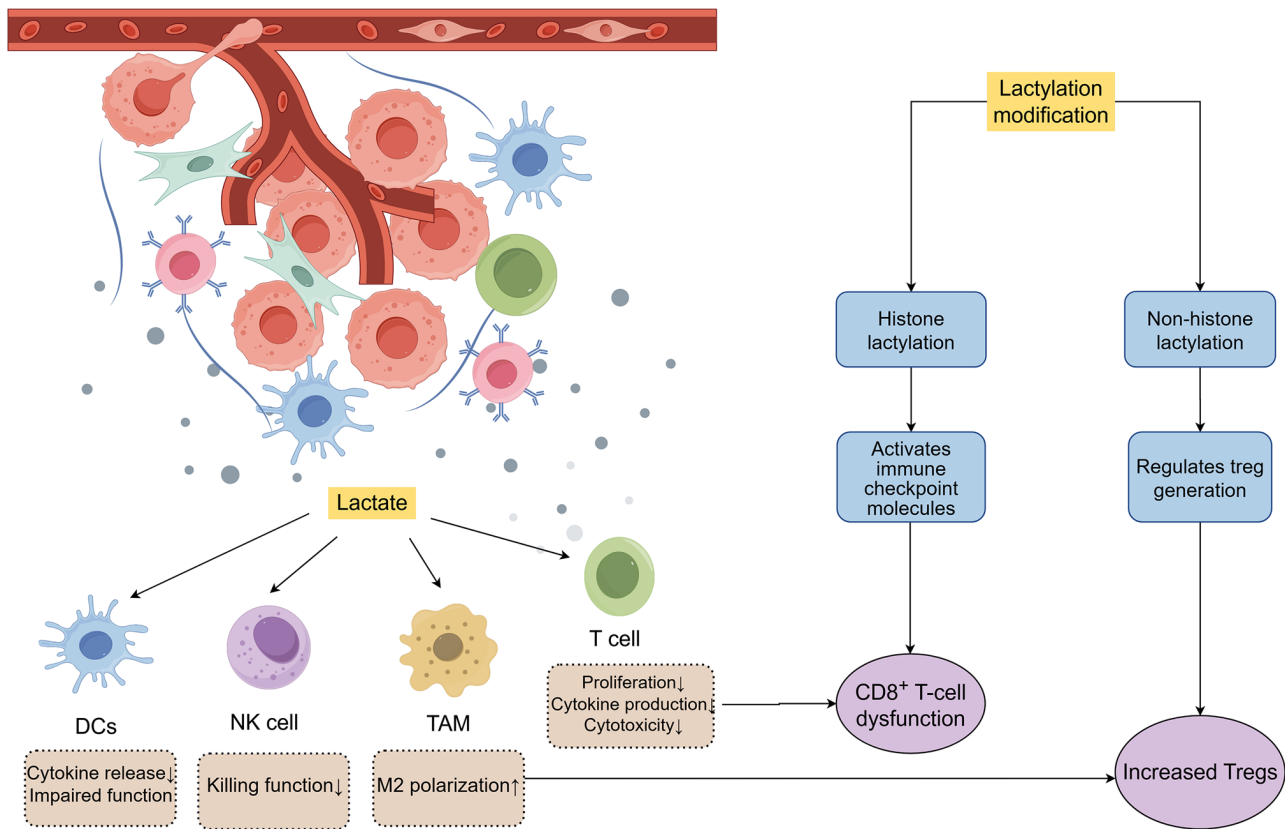 Lactylation
modification
Histone
lactylation
Non-histone
lactylation
Activates
immune
checkpoint
molecules
Regulates treg
generation
Lactate
T cell
DCs
NK cell
TAM
Proliferation↓
Cytokine production↓
Cytotoxicity↓
CD8⁺ T-cell
dysfunction
Cytokine release↓
Impaired function
Killing function↓
M2 polarization↑
Increased Tregs